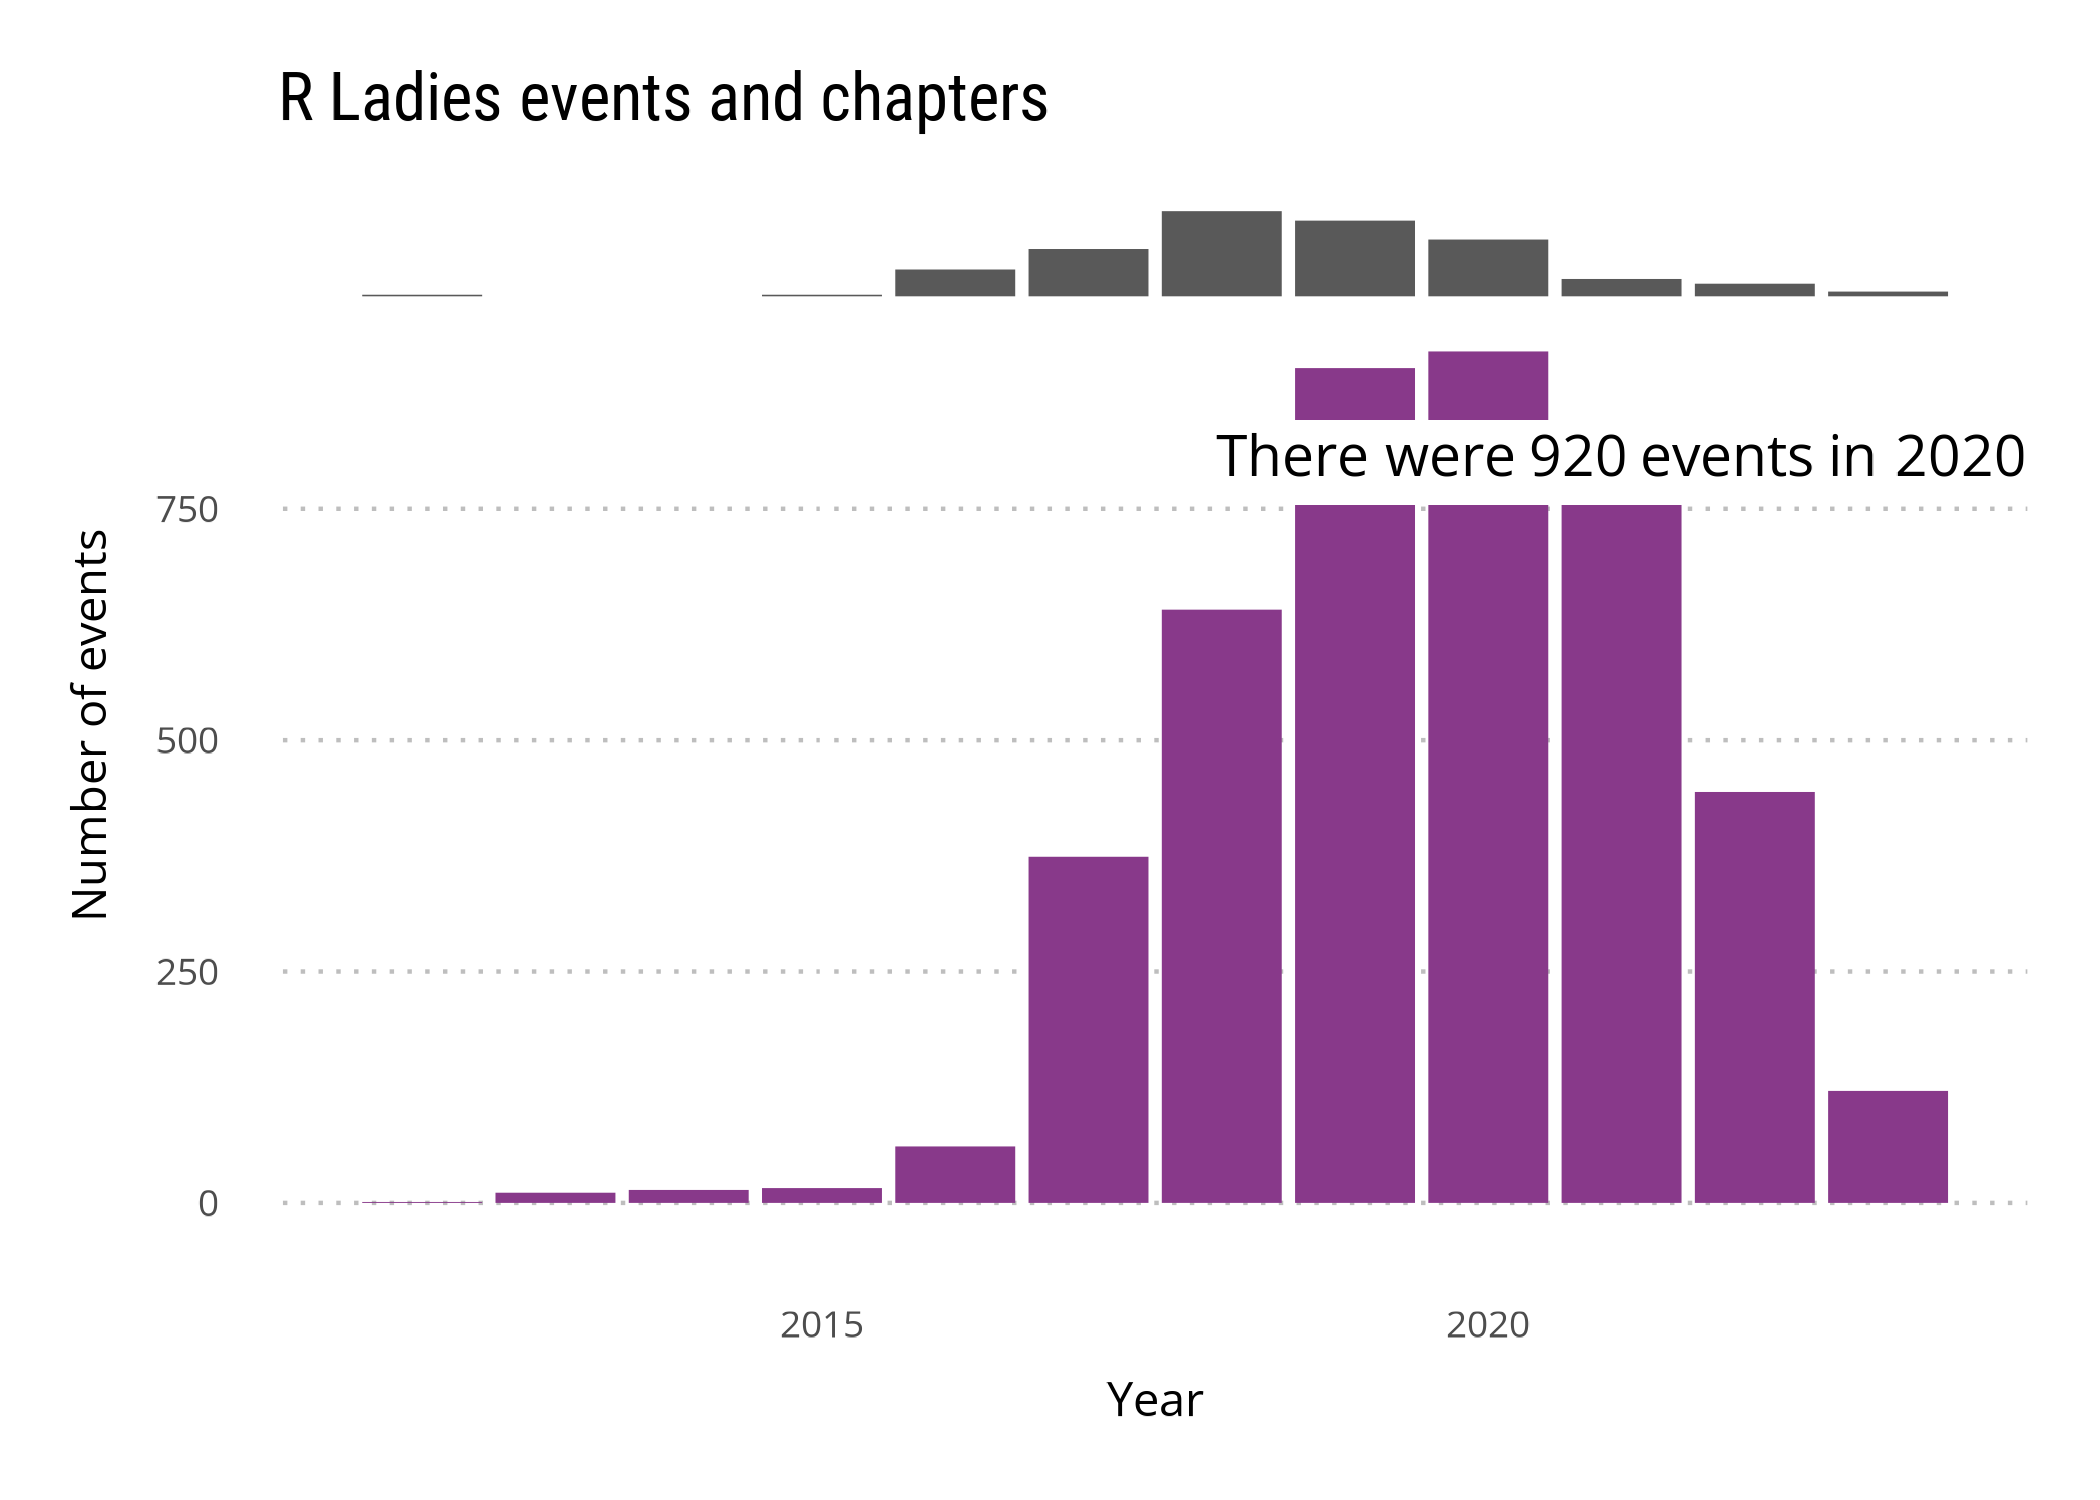 R Ladies events and chapters
There were 920 events in 2020
Number of events
750
500
250
0
2015 2020
Year